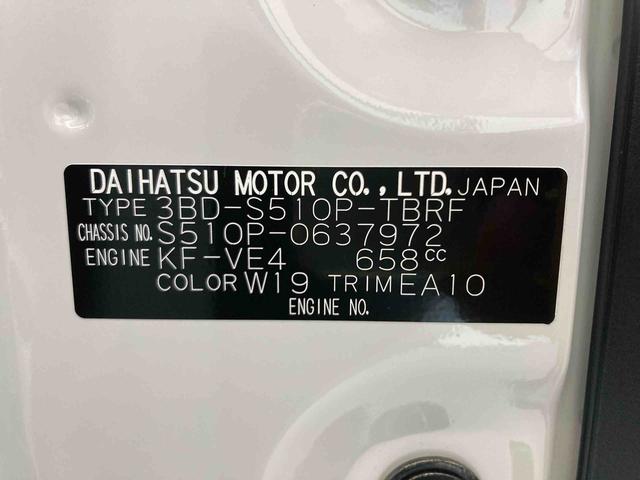 DAIHATSU MOTOR CO., LTD. JAPAN
TYPE 3BD-S510P-TBRF
CHASSIS NO. S510P-0637972
ENGINE KF-VE4 658cc
COLOR W19 TRIM EA10
ENGINE NO.